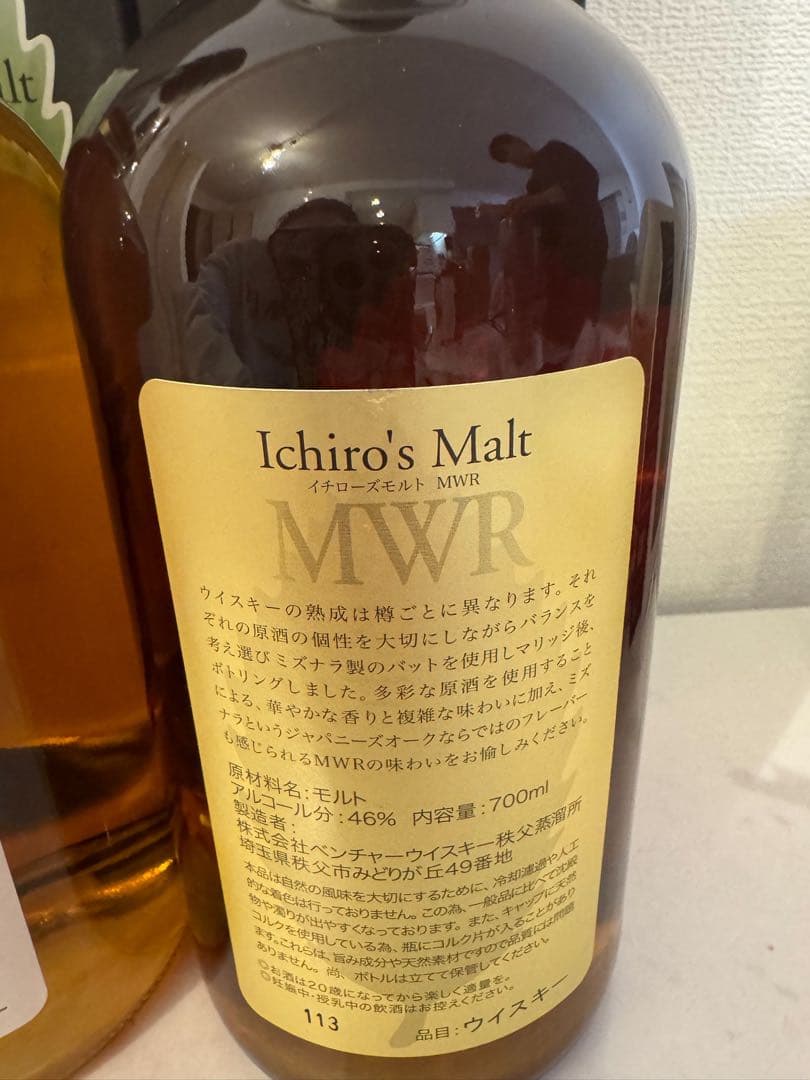 lt
Ichiro's Malt
イチローズモルト MWR
MWR
ウイスキーの熟成は樽ごとに異なります。それ
ぞれの原酒の個性を大切にしながらバランスを
考え選びミズナラ製のバットを使用しマリッジ後、
ボトリングしました。多彩な原酒を使用すること
による、華やかな香りと複雑な味わいに加え、ミズ
ナラというジャパニーズオークならではのフレーバー
も感じられるMWRの味わいをお愉しみください。
原材料名:モルト
アルコール分:46% 内容量:700ml
製造者:
株式会社ベンチャーウイスキー秩父蒸溜所
埼玉県秩父市みどりが丘49番地
本品は自然の風味を大切にするために、冷却濾過や人工
的な着色は行っておりません。この為、一般品に比べて沈殿
物や濁りが出やすくなっております。また、キャップに天然
コルクを使用している為、瓶にコルク片が入ることがあり
ます。これらは、旨み成分や天然素材ですので品質には問題
ありません。尚、ボトルは立てて保管してください。
◎お酒は20歳になってから楽しく適量を。
◎妊娠中・授乳中の飲酒はお控えください。
113
品目:ウイスキー